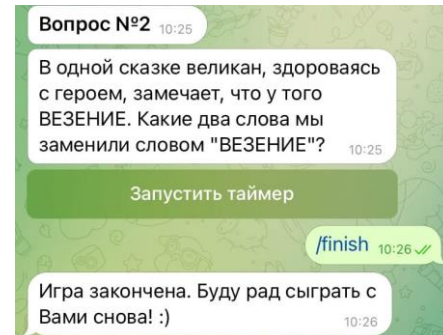 Вопрос №2 10:25
В одной сказке великан, здороваясь
с героем, замечает, что у того
ВЕЗЕНИЕ. Какие два слова мы
заменили словом "ВЕЗЕНИЕ"? 10:25
Запустить таймер
/finish 10:26
Игра закончена. Буду рад сыграть с
Вами снова! :) 10:26